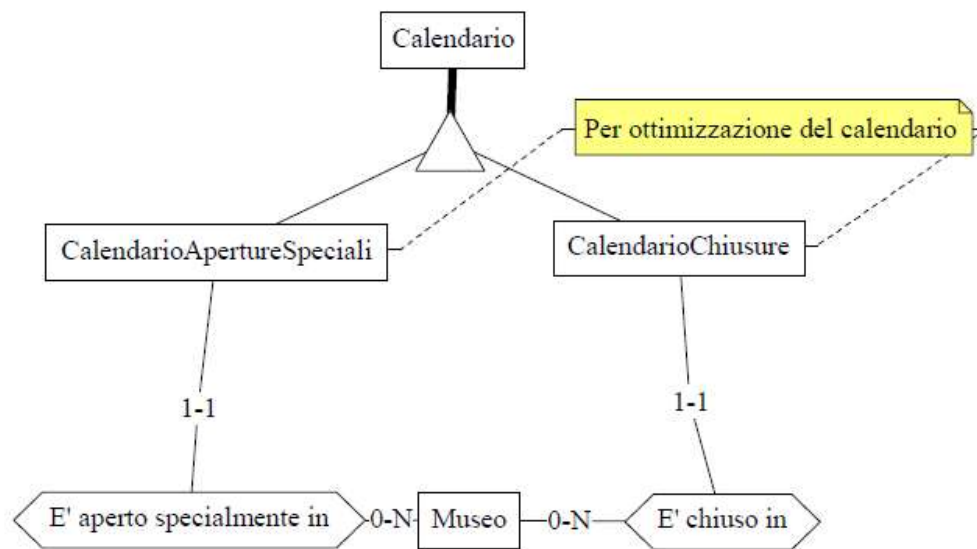 Calendario
Per ottimizzazione del calendario
CalendarioApertureSpeciali
CalendarioChiusure
1-1
1-1
E' aperto specialmente in
0-N
Museo
0-N
E' chiuso in